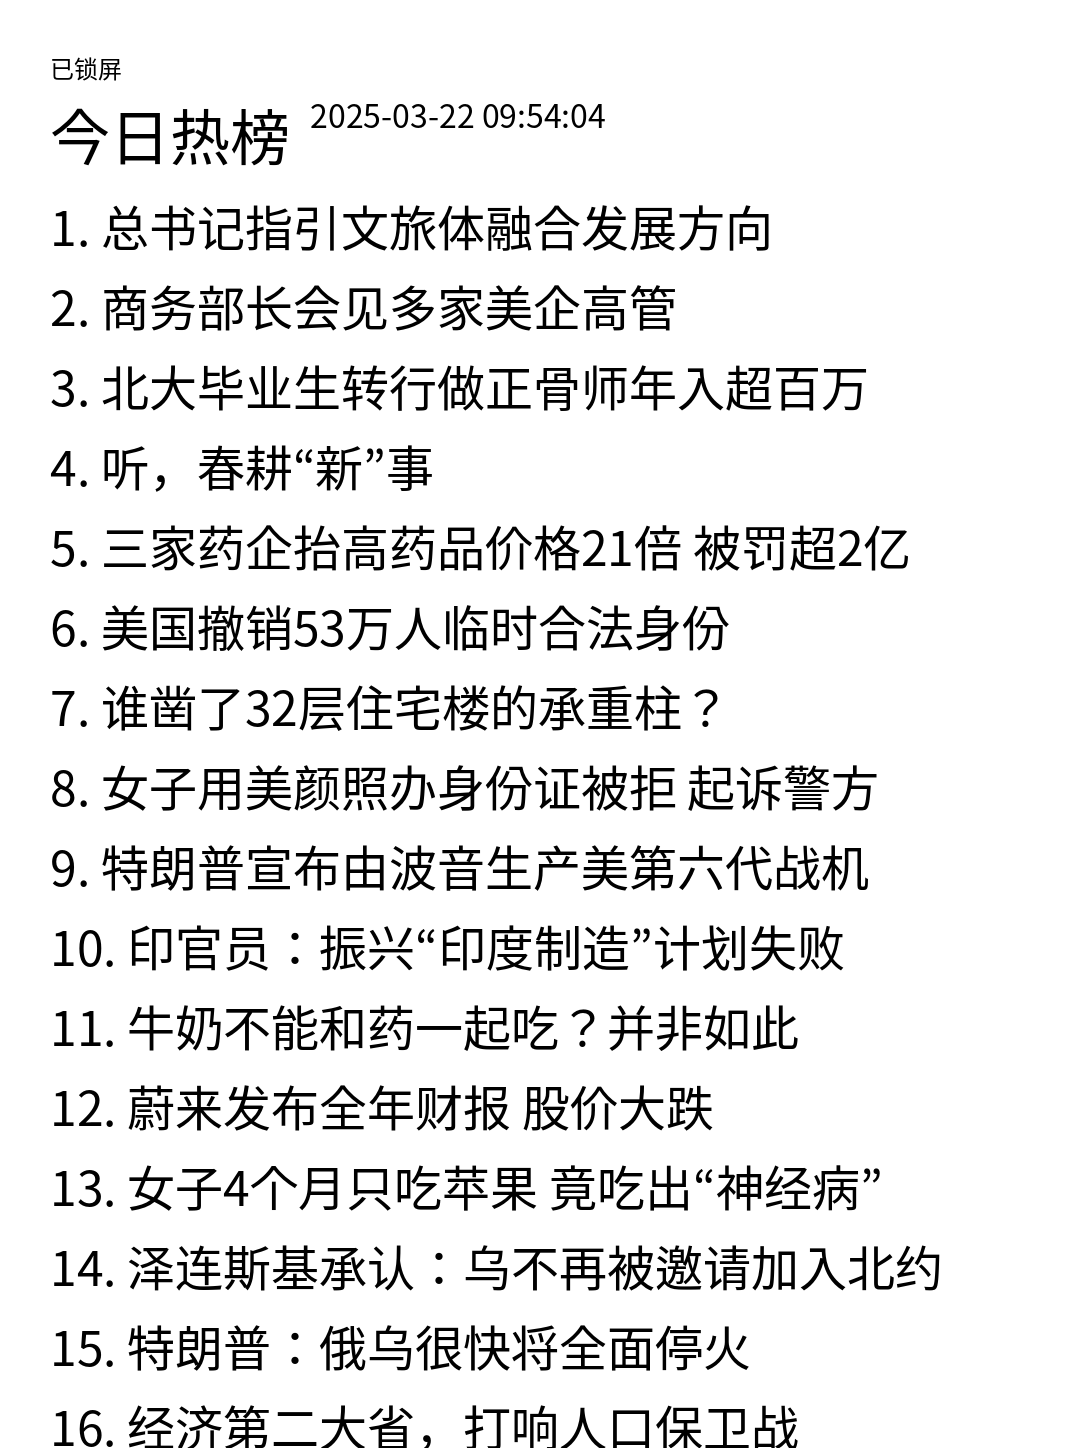 已锁屏
今日热榜 2025-03-22 09:54:04
1. 总书记指引文旅体融合发展方向
2. 商务部长会见多家美企高管
3. 北大毕业生转行做正骨师年入超百万
4. 听，春耕“新”事
5. 三家药企抬高药品价格21倍 被罚超2亿
6. 美国撤销53万人临时合法身份
7. 谁凿了32层住宅楼的承重柱？
8. 女子用美颜照办身份证被拒 起诉警方
9. 特朗普宣布由波音生产美第六代战机
10. 印官员：振兴“印度制造”计划失败
11. 牛奶不能和药一起吃？并非如此
12. 蔚来发布全年财报 股价大跌
13. 女子4个月只吃苹果 竟吃出“神经病”
14. 泽连斯基承认：乌不再被邀请加入北约
15. 特朗普：俄乌很快将全面停火
16. 经济第二大省，打响人口保卫战